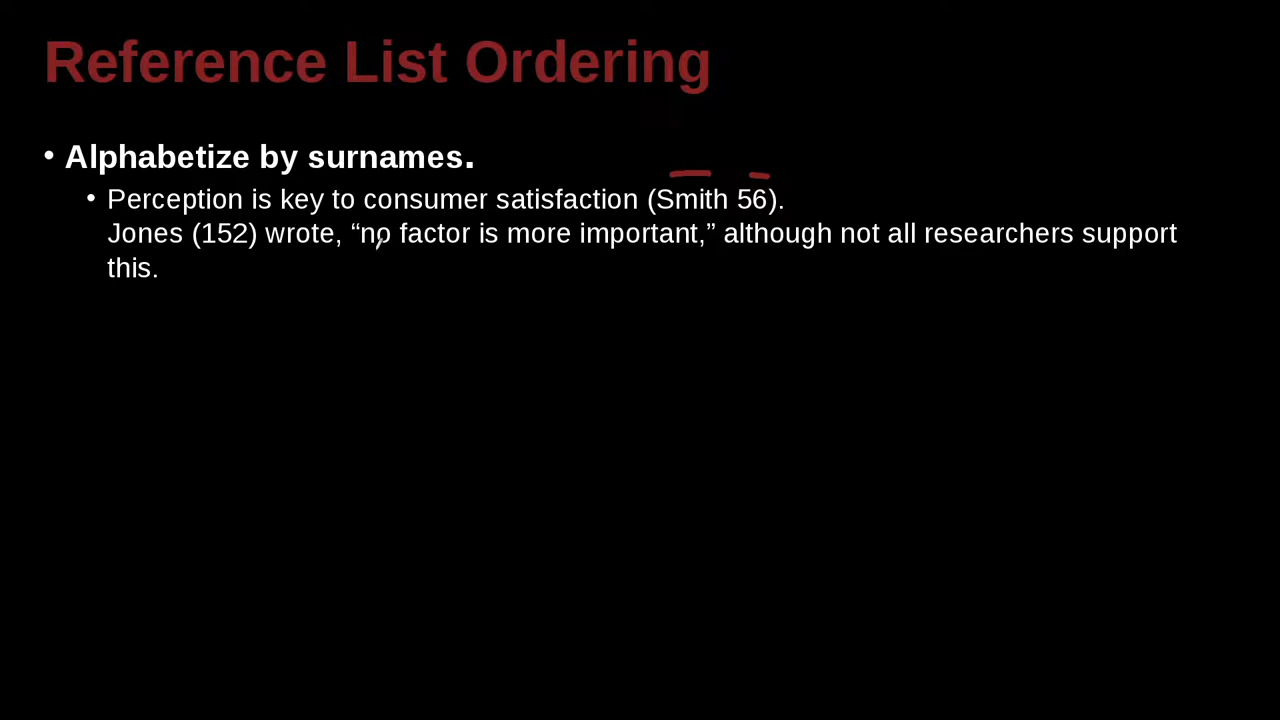 Reference List Ordering
• Alphabetize by surnames.
• Perception is key to consumer satisfaction (Smith 56).
Jones (152) wrote, “no factor is more important,” although not all researchers support
this.